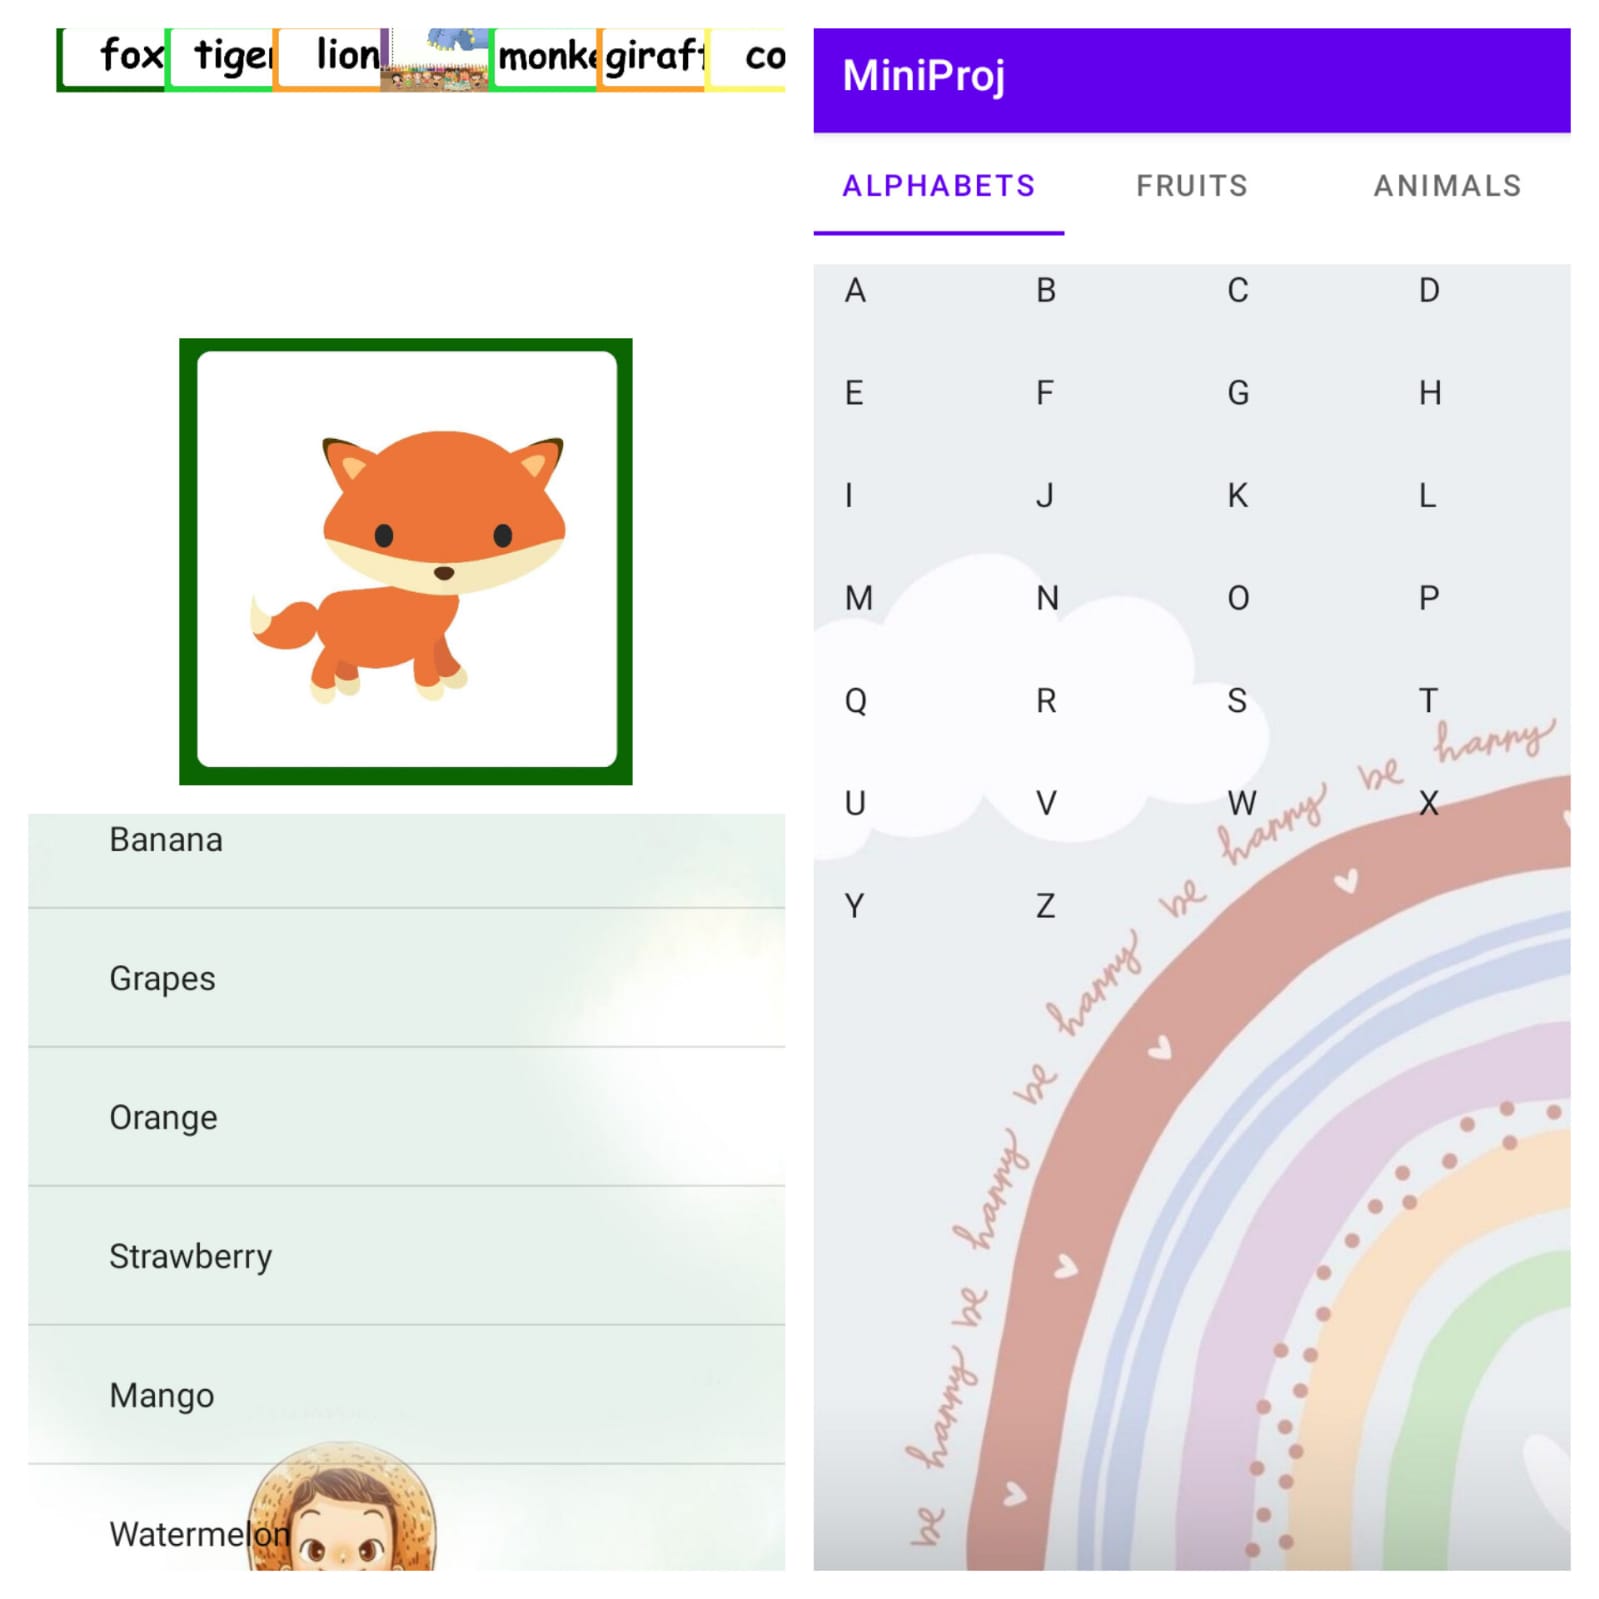 fox tiger lion monke giraf co
Banana
Grapes
Orange
Strawberry
Mango
Watermelon
MiniProj
ALPHABETS FRUITS ANIMALS
A B C D
E F G H
I J K L
M N O P
Q R S T
U V W X
Y Z
be happy be happy be happy be happy be happy be happy